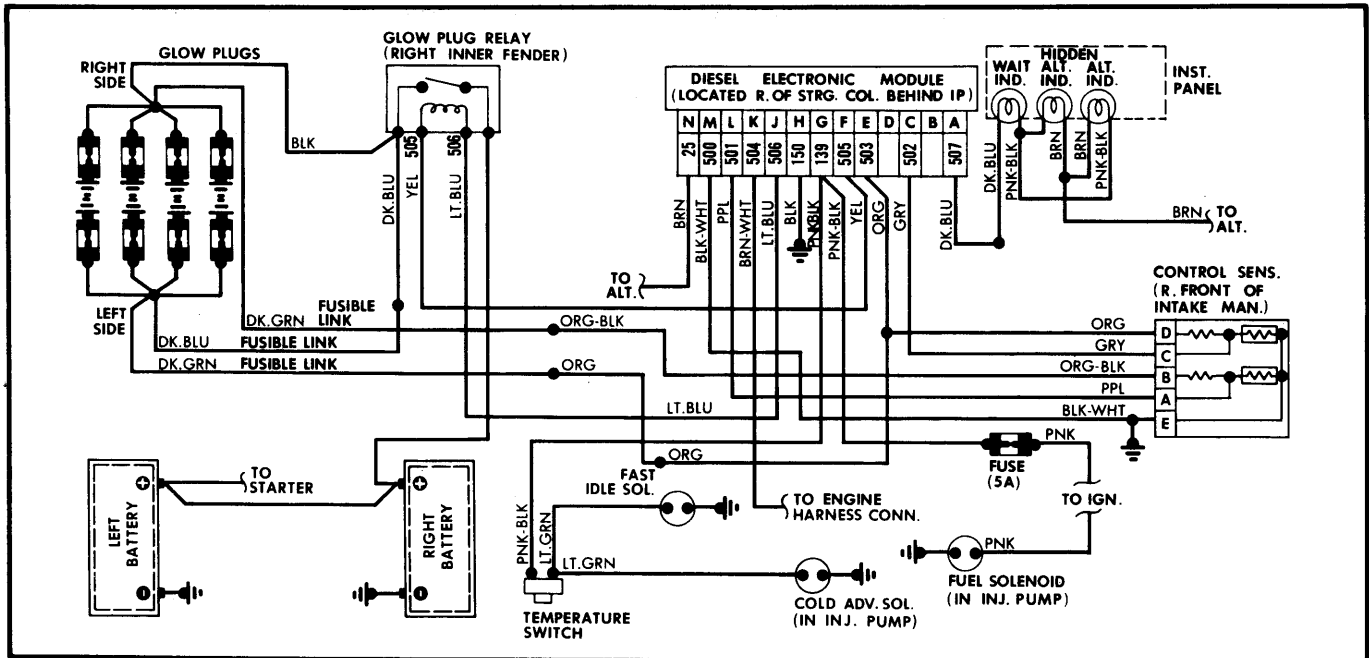 GLOW PLUG RELAY
(RIGHT INNER FENDER)
GLOW PLUGS
RIGHT
SIDE
BLK
505
506
DK.BLU
YEL
LT.BLU
LEFT
SIDE
DK.GRN
FUSIBLE
LINK
DK.BLU
FUSIBLE LINK
DK.GRN
FUSIBLE LINK
ORG-BLK
ORG
LT.BLU
DIESEL ELECTRONIC MODULE
(LOCATED R. OF STRG. COL. BEHIND IP)
N M L K J H G F E D C B A
25 500 501 504 506 150 139 505 503 502 507
BRN
BLK-WHT
PPL
BRN-WHT
LT.BLU
BLK
PNK-BLK
PNK-BLK
YEL
ORG
GRY
DK.BLU
TO
ALT.
WAIT
IND.
HIDDEN
ALT.
IND.
ALT.
IND.
INST.
PANEL
DK.BLU
PNK-BLK
BRN
BRN
PNK-BLK
BRN
TO
ALT.
CONTROL SENS.
(R. FRONT OF
INTAKE MAN.)
ORG
D
GRY
C
ORG-BLK
B
PPL
A
BLK-WHT
E
ORG
FUSE
(5A)
PNK
TO IGN.
PNK
FUEL SOLENOID
(IN INJ. PUMP)
TO ENGINE
HARNESS CONN.
FAST
IDLE SOL.
PNK-BLK
LT.GRN
LT.GRN
COLD ADV. SOL.
(IN INJ. PUMP)
TEMPERATURE
SWITCH
TO
STARTER
LEFT
BATTERY
RIGHT
BATTERY